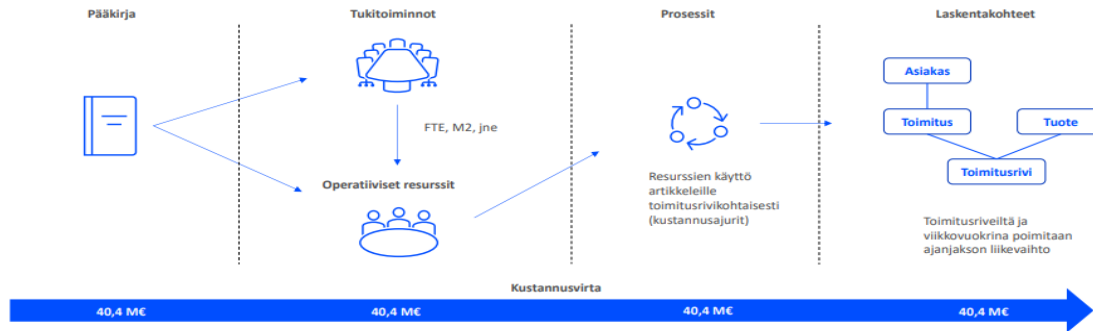 Pääkirja
Tukitoiminnot
Prosessit
Laskentakohteet
FTE, M2, jne
Operatiiviset resurssit
Resurssien käyttö
artikkeleille
toimitusrivikohtaisesti
(kustannusajurit)
Asiakas
Toimitus
Tuote
Toimitusrivi
Toimitusriveiltä ja
viikkovuokrina poimitaan
ajanjakson liikevaihto
Kustannusvirta
40,4 M€
40,4 M€
40,4 M€
40,4 M€